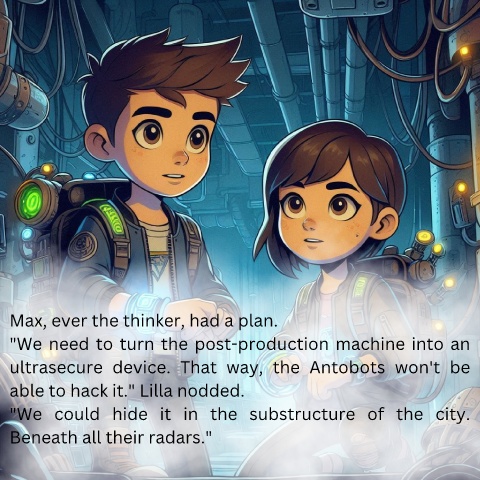 Max, ever the thinker, had a plan.
"We need to turn the post-production machine into an
ultrasecure device. That way, the Antobots won't be
able to hack it." Lilla nodded.
"We could hide it in the substructure of the city.
Beneath all their radars."